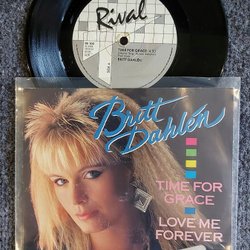 Rival
TIME FOR GRACE
BRITT DAHLÉN
Britt
Dahlén
TIME FOR
GRACE
LOVE ME
FOREVER